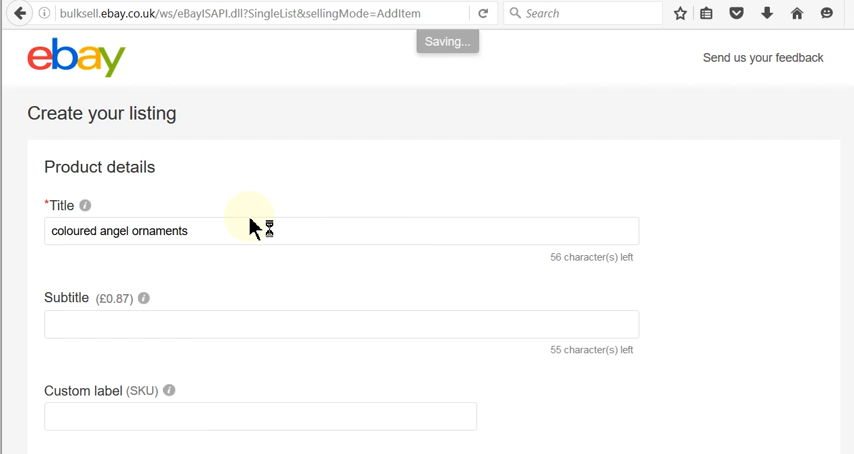 bulksell.ebay.co.uk/ws/eBayISAPI.dll?SingleList&sellingMode=AddItem
Search
Saving...
ebay
Send us your feedback
Create your listing
Product details
*Title
coloured angel ornaments
56 character(s) left
Subtitle (£0.87)
55 character(s) left
Custom label (SKU)